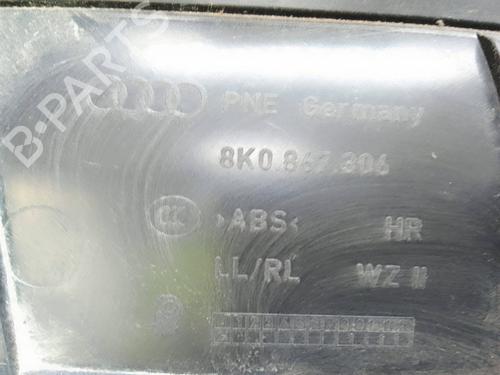 B-PARTS
PNE Germany
8K0.867.306
>ABS< HR
LL/RL WZ II